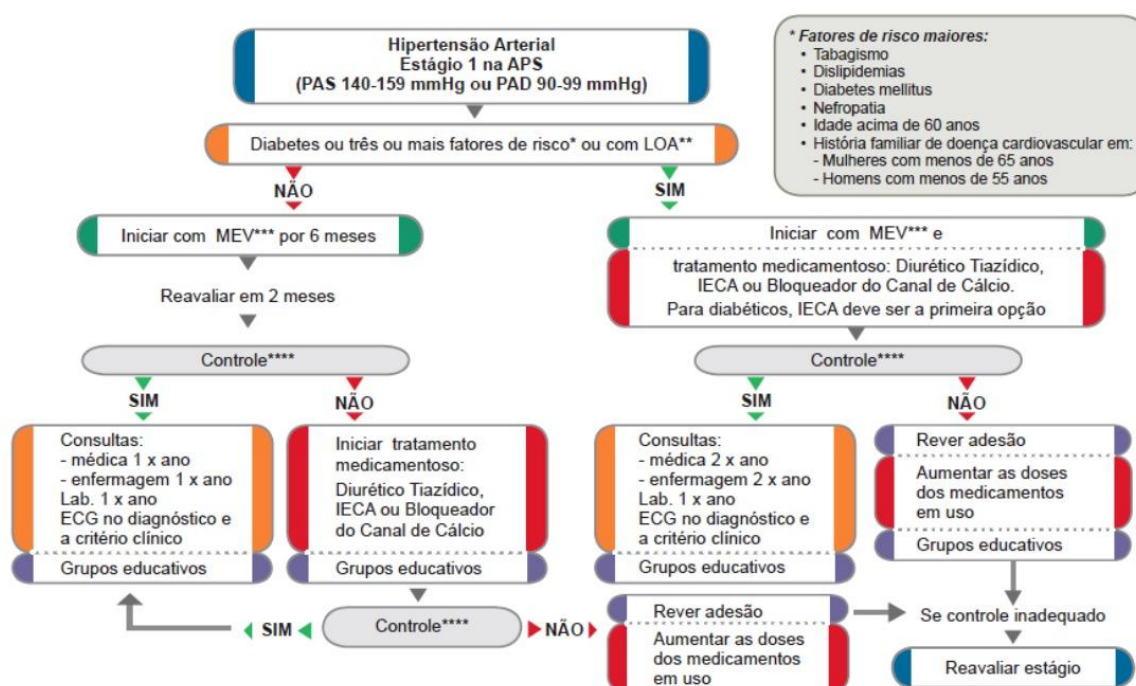 Hipertensão Arterial
Estágio 1 na APS
(PAS 140-159 mmHg ou PAD 90-99 mmHg)
* Fatores de risco maiores:
• Tabagismo
• Dislipidemias
• Diabetes mellitus
• Nefropatia
• Idade acima de 60 anos
• História familiar de doença cardiovascular em:
- Mulheres com menos de 65 anos
- Homens com menos de 55 anos
Diabetes ou três ou mais fatores de risco* ou com LOA**
NÃO
SIM
Iniciar com MEV*** por 6 meses
Reavaliar em 2 meses
Iniciar com MEV*** e
tratamento medicamentoso: Diurético Tiazídico,
IECA ou Bloqueador do Canal de Cálcio.
Para diabéticos, IECA deve ser a primeira opção
Controle****
SIM
NÃO
Consultas:
- médica 1 x ano
- enfermagem 1 x ano
Lab. 1 x ano
ECG no diagnóstico e
a critério clínico
Grupos educativos
Iniciar tratamento
medicamentoso:
Diurético Tiazídico,
IECA ou Bloqueador
do Canal de Cálcio
Grupos educativos
Controle****
SIM
NÃO
Consultas:
- médica 2 x ano
- enfermagem 2 x ano
Lab. 1 x ano
ECG no diagnóstico e
a critério clínico
Grupos educativos
Rever adesão
Aumentar as doses
dos medicamentos
em uso
Grupos educativos
SIM
Controle****
NÃO
Rever adesão
Aumentar as doses
dos medicamentos
em uso
Se controle inadequado
Reavaliar estágio